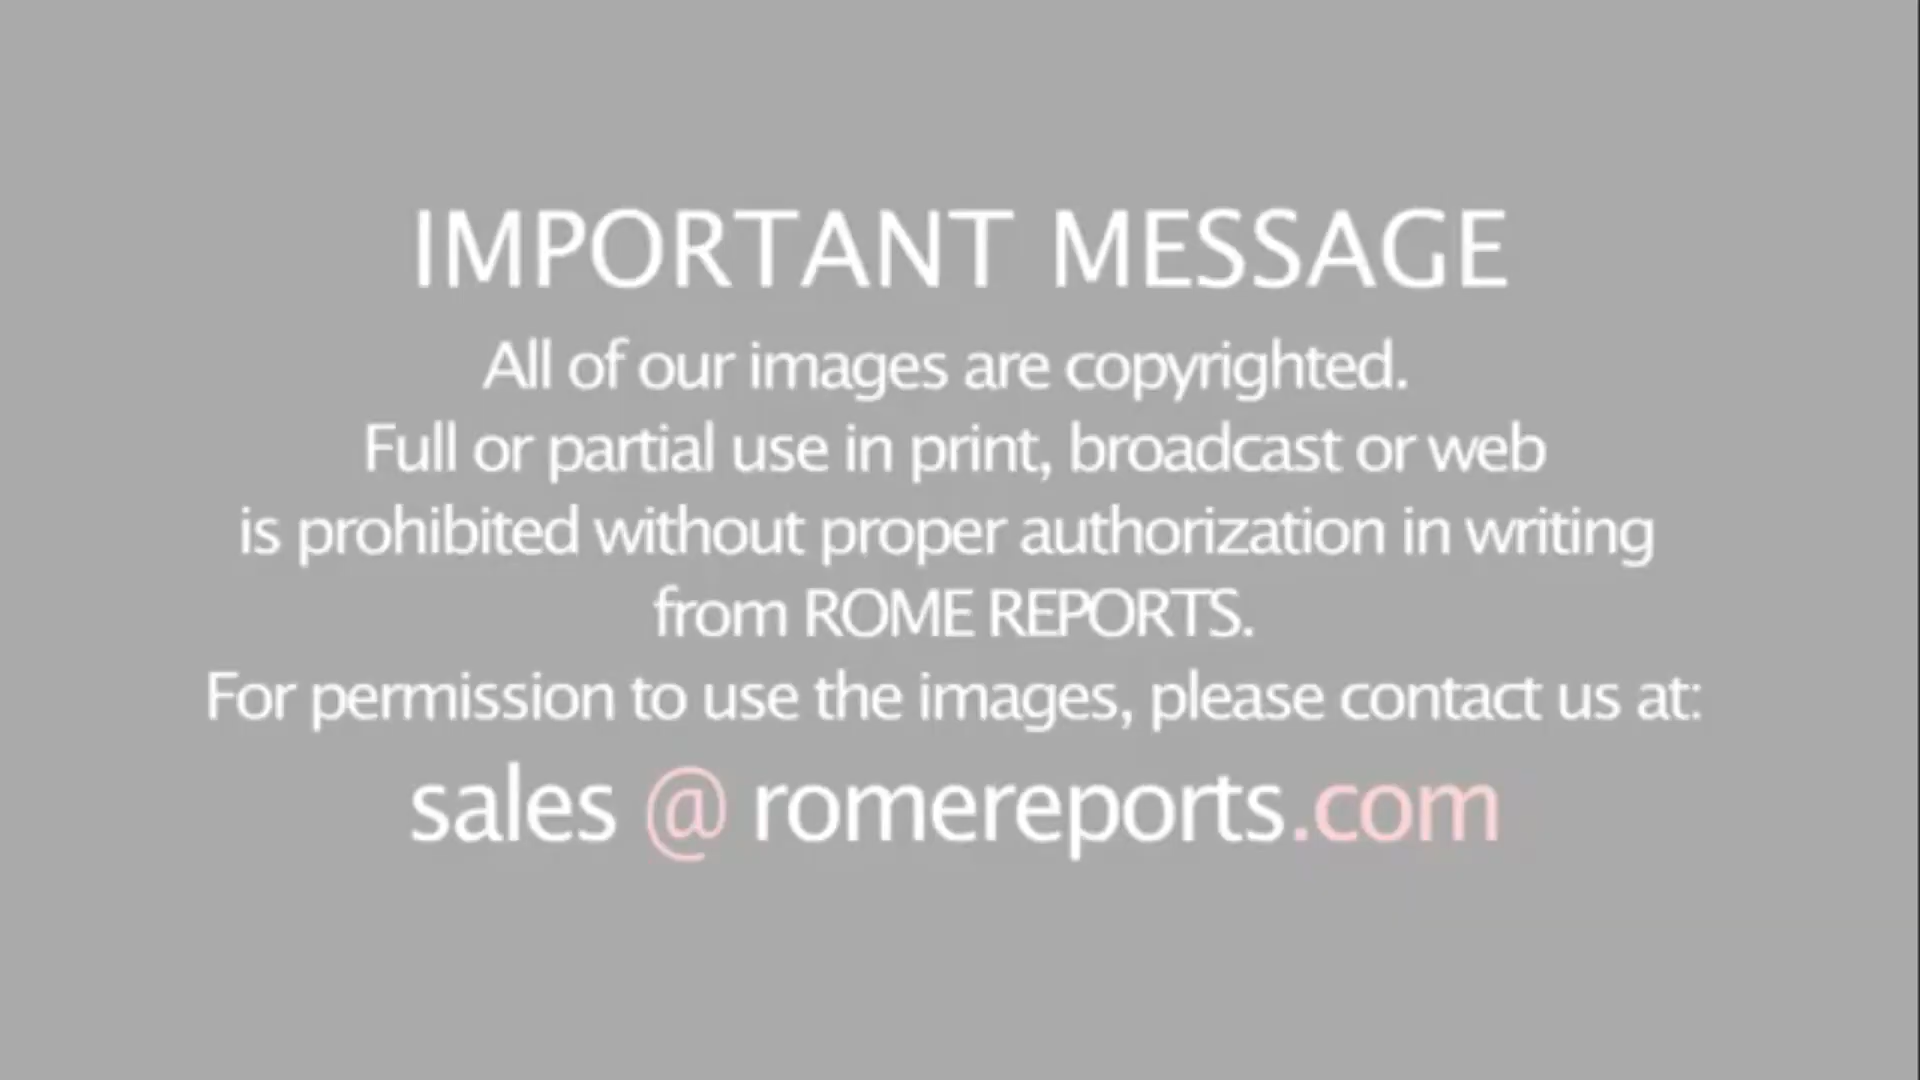 IMPORTANT MESSAGE
All of our images are copyrighted.
Full or partial use in print, broadcast or web
is prohibited without proper authorization in writing
from ROME REPORTS.
For permission to use the images, please contact us at:
sales @ romereports.com